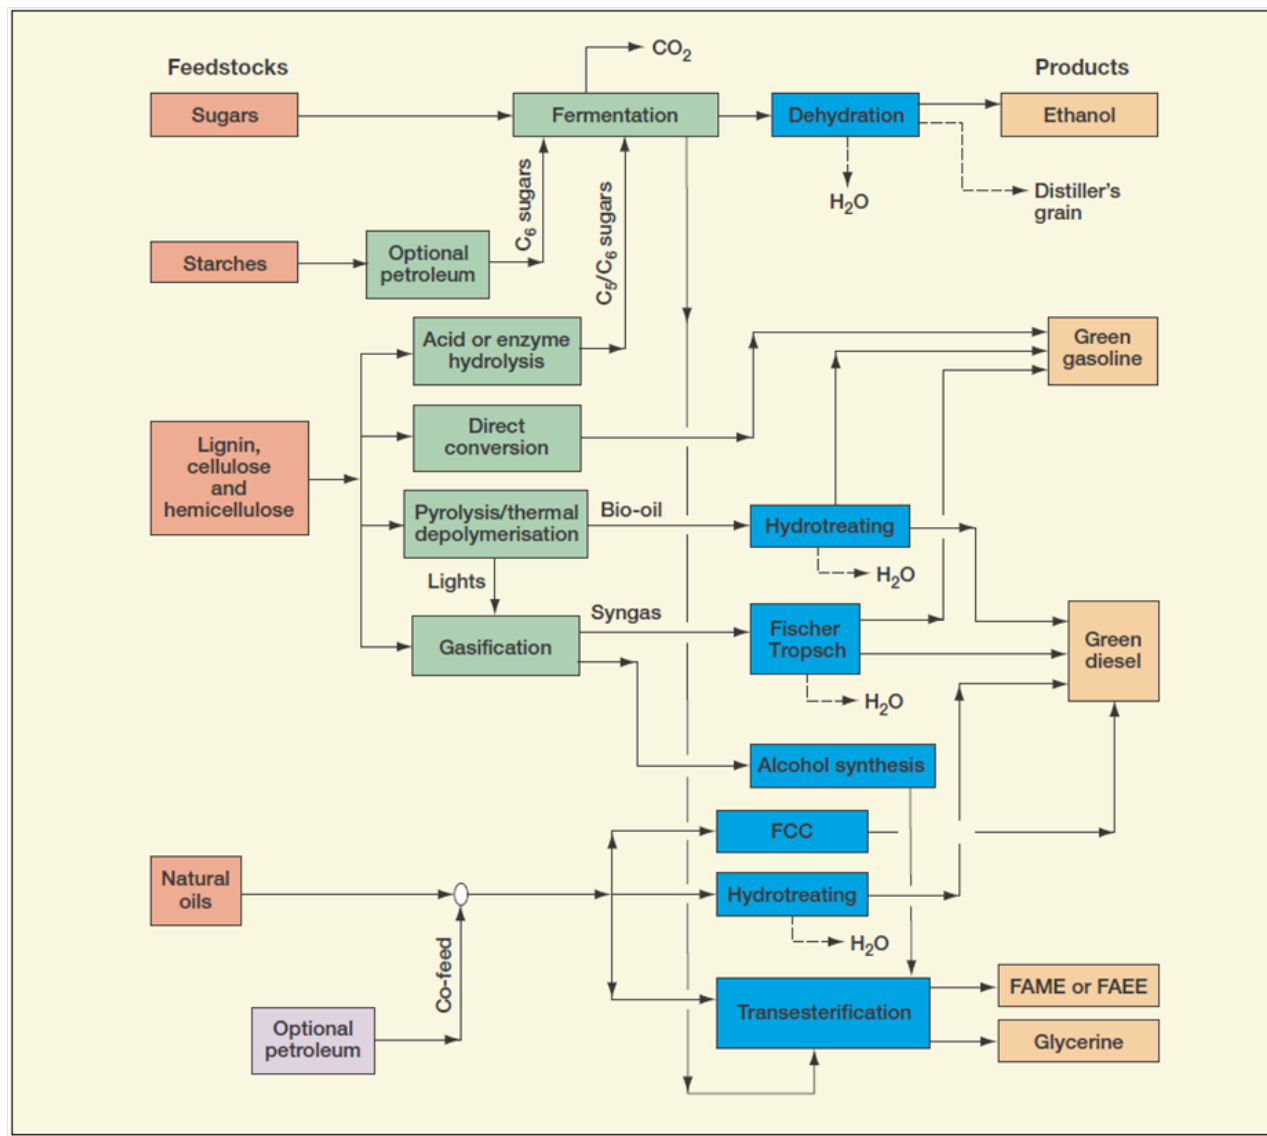 CO2
Feedstocks
Products
Sugars
Fermentation
Dehydration
Ethanol
C6 sugars
C5/C6 sugars
H2O
Distiller's
grain
Starches
Optional
petroleum
Acid or enzyme
hydrolysis
Green
gasoline
Direct
conversion
Lignin,
cellulose
and
hemicellulose
Pyrolysis/thermal
depolymerisation
Bio-oil
Hydrotreating
H2O
Lights
Syngas
Gasification
Fischer
Tropsch
H2O
Green
diesel
Alcohol synthesis
FCC
Natural
oils
Hydrotreating
H2O
Co-feed
Optional
petroleum
Transesterification
FAME or FAEE
Glycerine